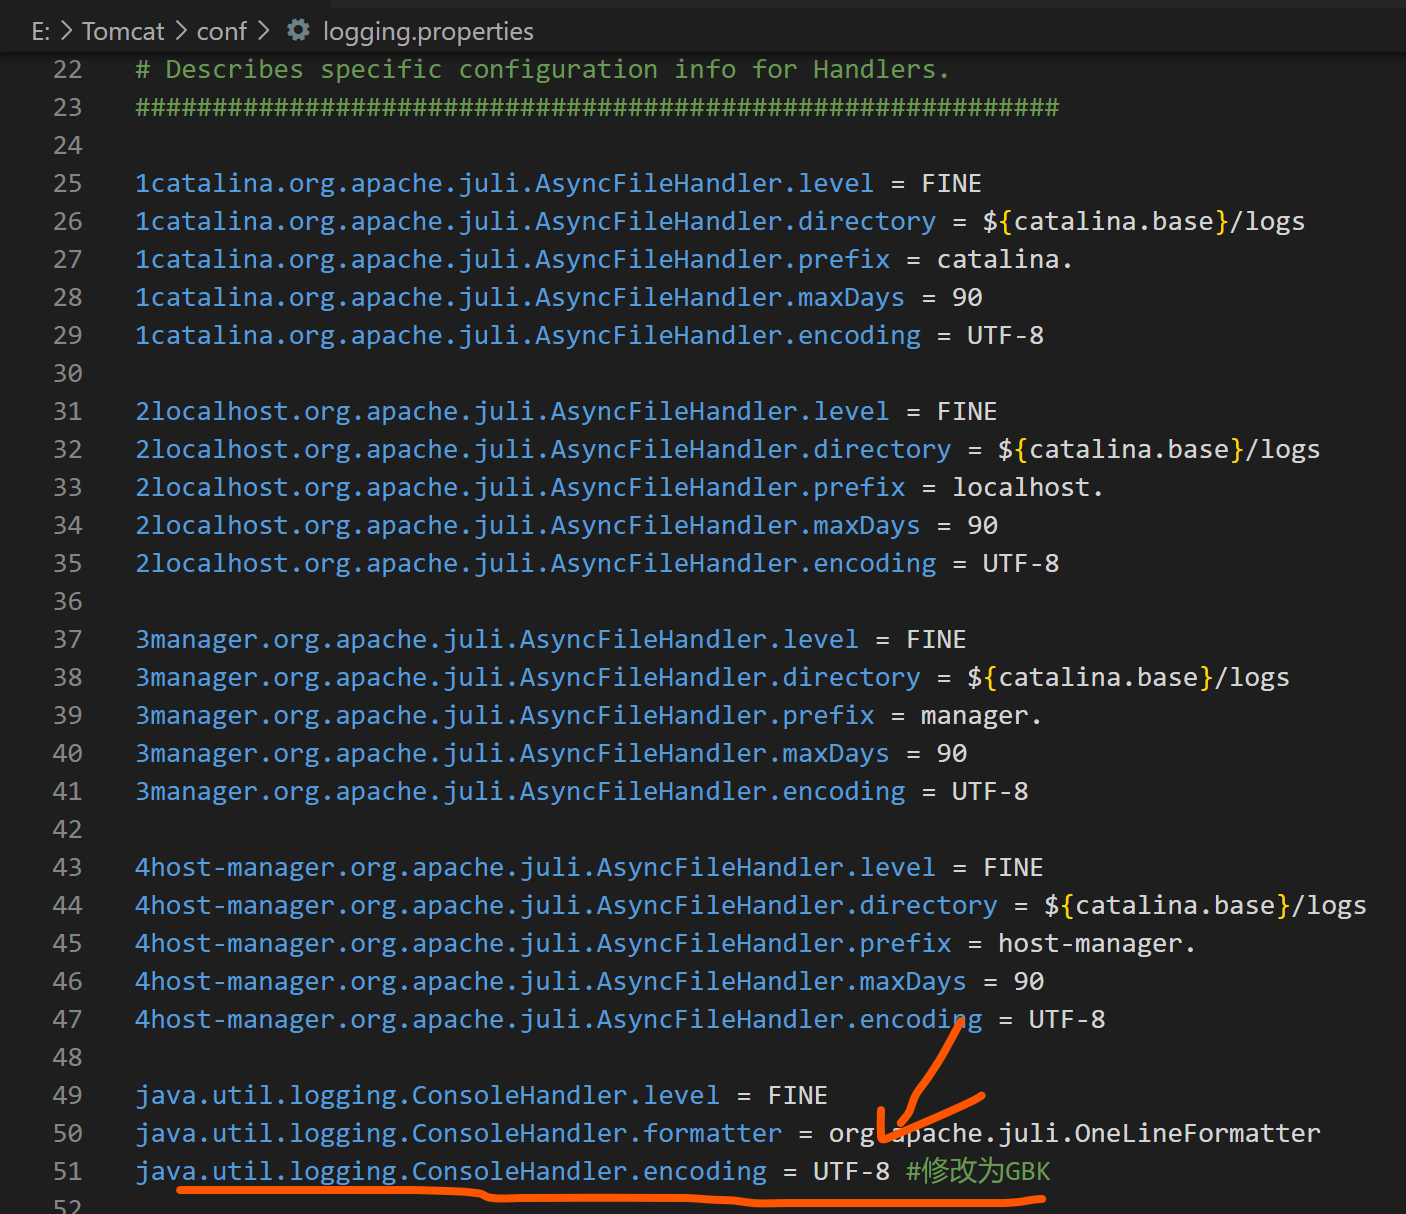 E: > Tomcat > conf > logging.properties
22 # Describes specific configuration info for Handlers.
23 ############################################################
24
25 1catalina.org.apache.juli.AsyncFileHandler.level = FINE
26 1catalina.org.apache.juli.AsyncFileHandler.directory = ${catalina.base}/logs
27 1catalina.org.apache.juli.AsyncFileHandler.prefix = catalina.
28 1catalina.org.apache.juli.AsyncFileHandler.maxDays = 90
29 1catalina.org.apache.juli.AsyncFileHandler.encoding = UTF-8
30
31 2localhost.org.apache.juli.AsyncFileHandler.level = FINE
32 2localhost.org.apache.juli.AsyncFileHandler.directory = ${catalina.base}/logs
33 2localhost.org.apache.juli.AsyncFileHandler.prefix = localhost.
34 2localhost.org.apache.juli.AsyncFileHandler.maxDays = 90
35 2localhost.org.apache.juli.AsyncFileHandler.encoding = UTF-8
36
37 3manager.org.apache.juli.AsyncFileHandler.level = FINE
38 3manager.org.apache.juli.AsyncFileHandler.directory = ${catalina.base}/logs
39 3manager.org.apache.juli.AsyncFileHandler.prefix = manager.
40 3manager.org.apache.juli.AsyncFileHandler.maxDays = 90
41 3manager.org.apache.juli.AsyncFileHandler.encoding = UTF-8
42
43 4host-manager.org.apache.juli.AsyncFileHandler.level = FINE
44 4host-manager.org.apache.juli.AsyncFileHandler.directory = ${catalina.base}/logs
45 4host-manager.org.apache.juli.AsyncFileHandler.prefix = host-manager.
46 4host-manager.org.apache.juli.AsyncFileHandler.maxDays = 90
47 4host-manager.org.apache.juli.AsyncFileHandler.encoding = UTF-8
48
49 java.util.logging.ConsoleHandler.level = FINE
50 java.util.logging.ConsoleHandler.formatter = org.apache.juli.OneLineFormatter
51 java.util.logging.ConsoleHandler.encoding = UTF-8 #修改为GBK
52